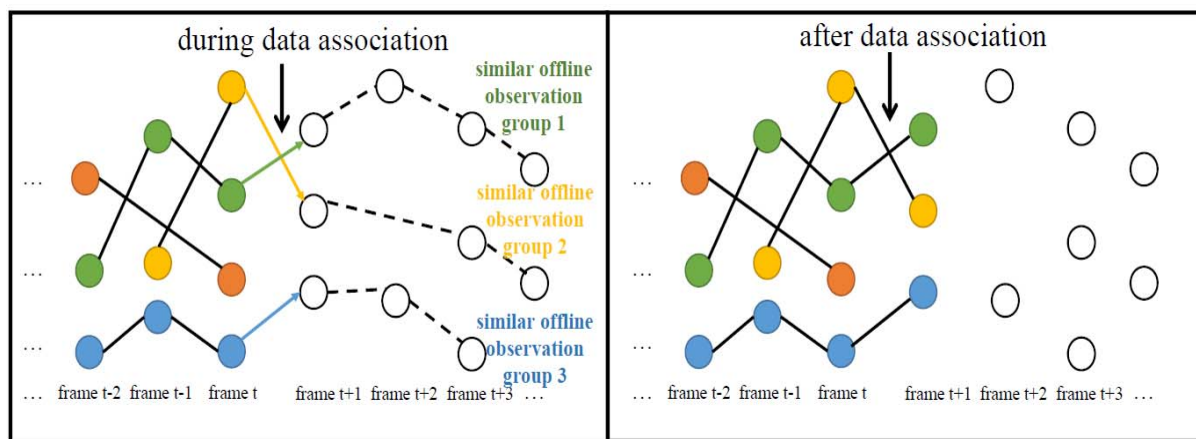 during data association
similar offline
observation
group 1
...
similar offline
observation
group 2
...
similar offline
observation
group 3
...
... frame t-2 frame t-1 frame t frame t+1 frame t+2 frame t+3 ...
after data association
...
...
...
... frame t-2 frame t-1 frame t frame t+1 frame t+2 frame t+3 ...